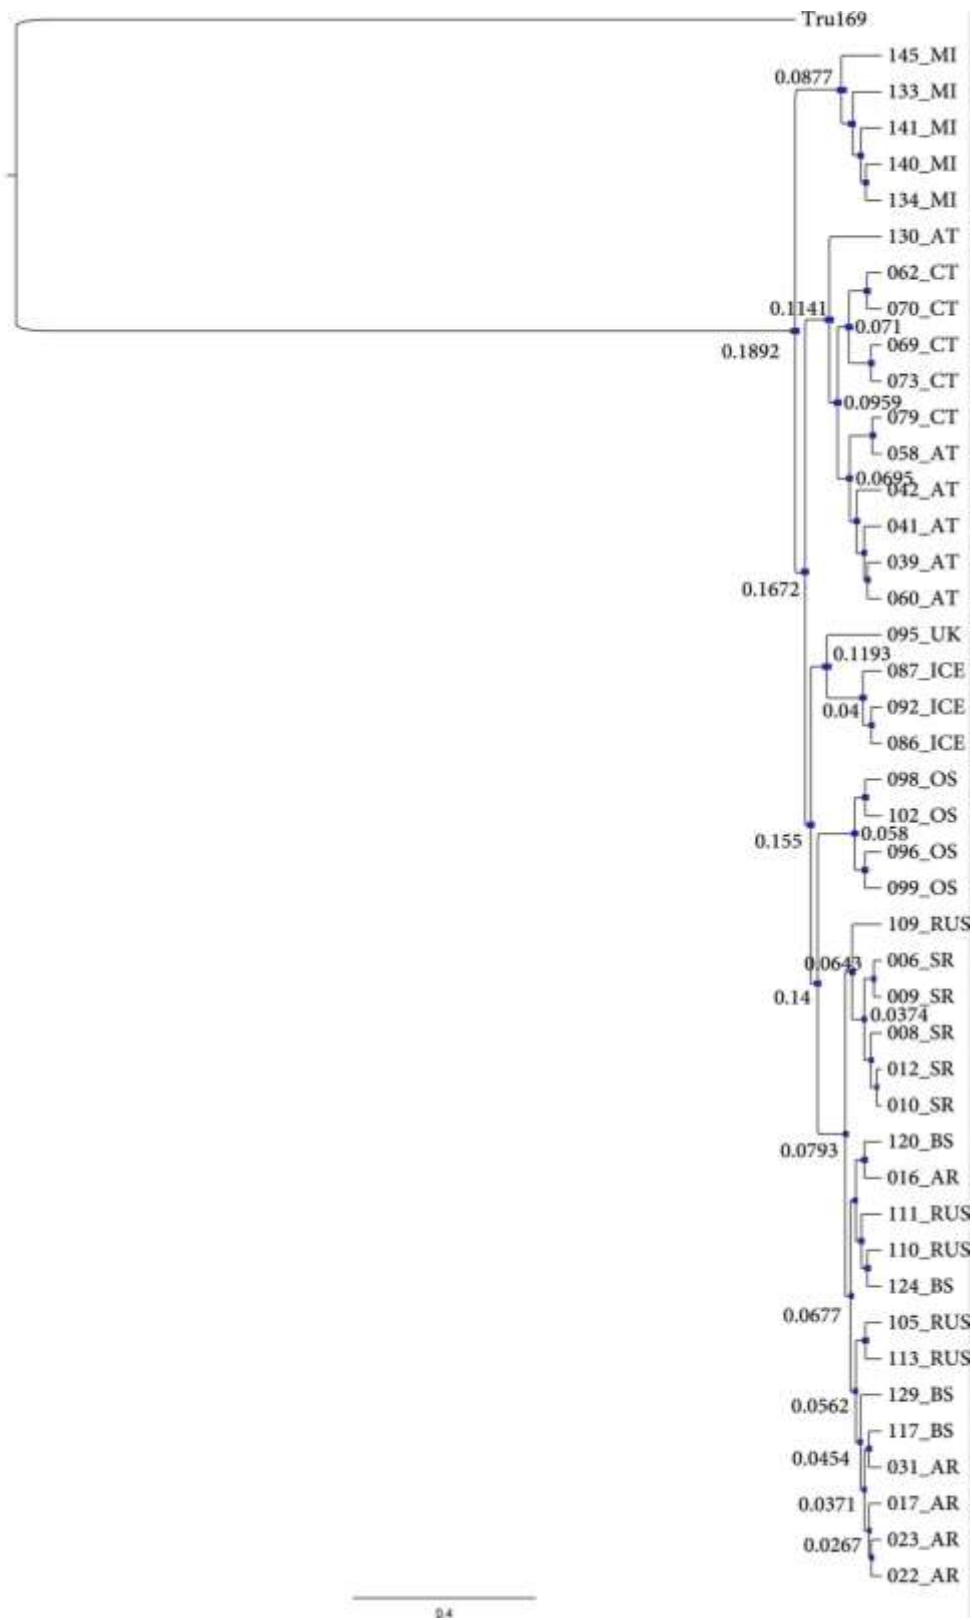 Tru169
145_MI
0.0877
133_MI
141_MI
140_MI
134_MI
130_AT
062_CT
070_CT
0.1141
0.071
069_CT
0.1892
073_CT
0.0959
079_CT
058_AT
0.0695
042_AT
041_AT
039_AT
0.1672
060_AT
095_UK
0.1193
087_ICE
092_ICE
0.04
086_ICE
098_OS
102_OS
0.058
0.155
096_OS
099_OS
109_RUS
006_SR
0.0643
009_SR
0.14
0.0374
008_SR
012_SR
010_SR
120_BS
0.0793
016_AR
111_RUS
110_RUS
124_BS
0.0677
105_RUS
113_RUS
129_BS
0.0562
117_BS
0.0454
031_AR
017_AR
0.0371
023_AR
0.0267
022_AR
0.4